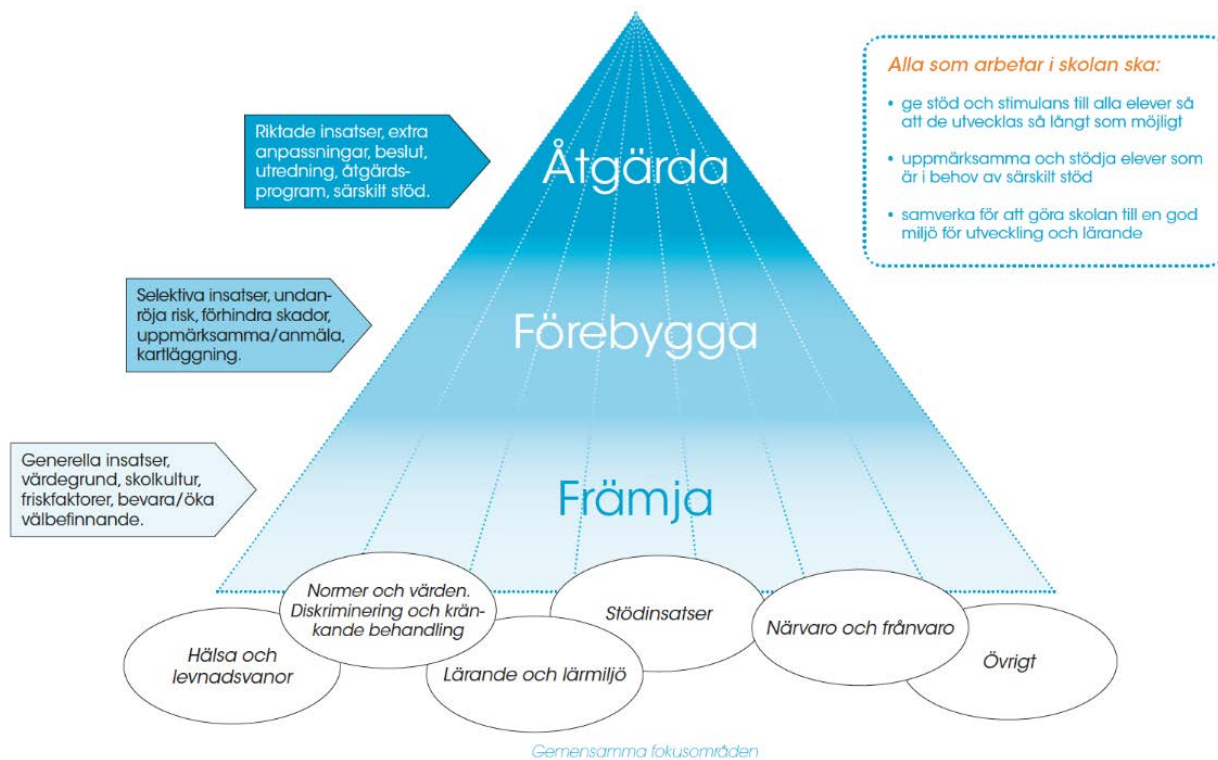 Alla som arbetar i skolan ska:
• ge stöd och stimulans till alla elever så
att de utvecklas så långt som möjligt
• uppmärksamma och stödja elever som
är i behov av särskilt stöd
• samverka för att göra skolan till en god
miljö för utveckling och lärande
Riktade insatser, extra
anpassningar, beslut,
utredning, åtgärds-
program, särskilt stöd.
Åtgärda
Selektiva insatser, undan-
röja risk, förhindra skador,
uppmärksamma/anmäla,
kartläggning.
Förebygga
Generella insatser,
värdegrund, skolkultur,
friskfaktorer, bevara/öka
välbefinnande.
Främja
Hälsa och
levnadsvanor
Normer och värden.
Diskriminering och krän-
kande behandling
Lärande och lärmiljö
Stödinsatser
Närvaro och frånvaro
Övrigt
Gemensamma fokusområden